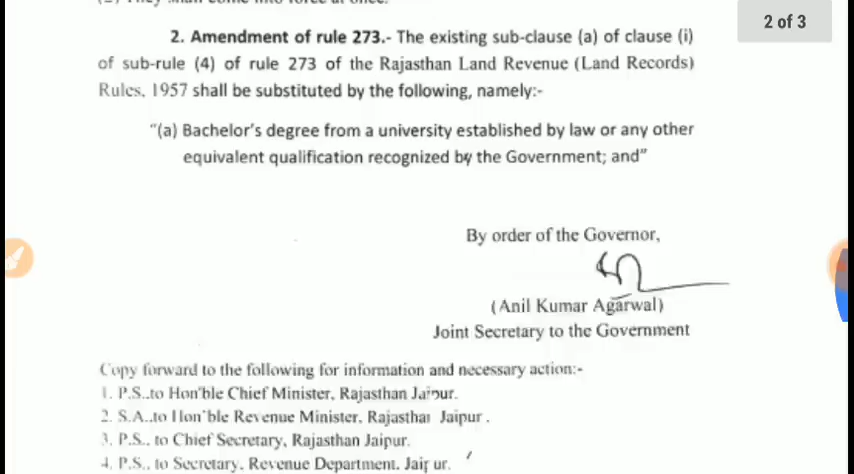 2 of 3
2. Amendment of rule 273.- The existing sub-clause (a) of clause (i)
of sub-rule (4) of rule 273 of the Rajasthan Land Revenue (Land Records)
Rules, 1957 shall be substituted by the following, namely:-
"(a) Bachelor's degree from a university established by law or any other
equivalent qualification recognized by the Government; and"
By order of the Governor,
(Anil Kumar Agarwal)
Joint Secretary to the Government
Copy forward to the following for information and necessary action:-
1. P.S..to Hon'ble Chief Minister, Rajasthan Jaipur.
2. S.A..to Hon'ble Revenue Minister, Rajasthan Jaipur.
3. P.S.. to Chief Secretary, Rajasthan Jaipur.
4. P.S.. to Secretary, Revenue Department, Jaipur.